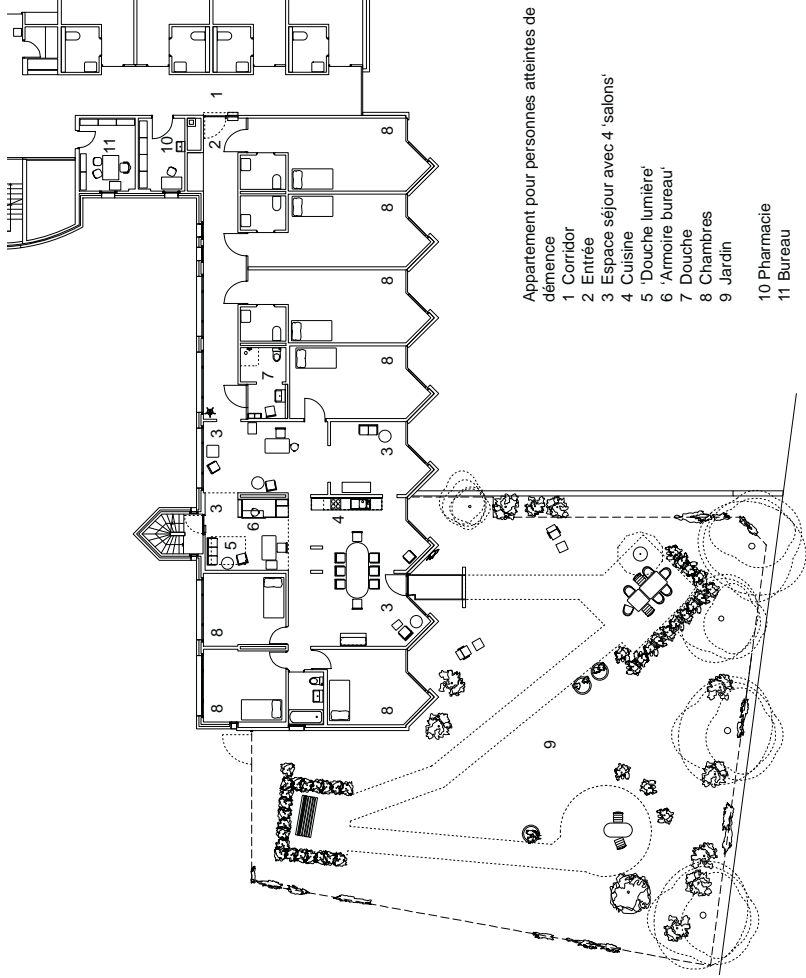 11
10
8
8
3
3
2
1
5
6
7
4
8
3
3
8
8
8
8
9
Appartement pour personnes atteintes de
démence
1 Corridor
2 Entrée
3 Espace séjour avec 4 'salons'
4 Cuisine
5 'Douche lumière'
6 'Armoire bureau'
7 Douche
8 Chambres
9 Jardin
10 Pharmacie
11 Bureau